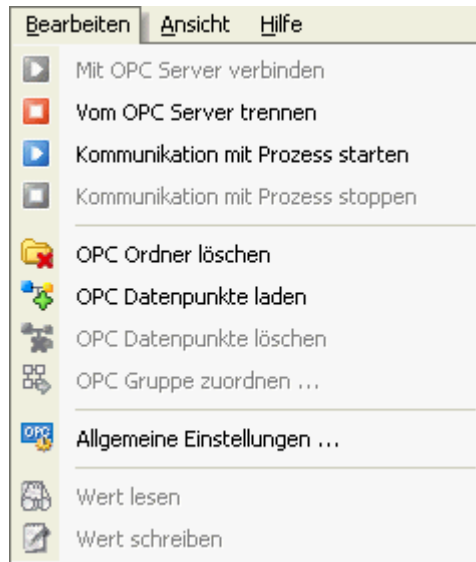 Bearbeiten Ansicht Hilfe
Mit OPC Server verbinden
Vom OPC Server trennen
Kommunikation mit Prozess starten
Kommunikation mit Prozess stoppen
OPC Ordner löschen
OPC Datenpunkte laden
OPC Datenpunkte löschen
OPC Gruppe zuordnen ...
OPC
Allgemeine Einstellungen ...
Wert lesen
Wert schreiben